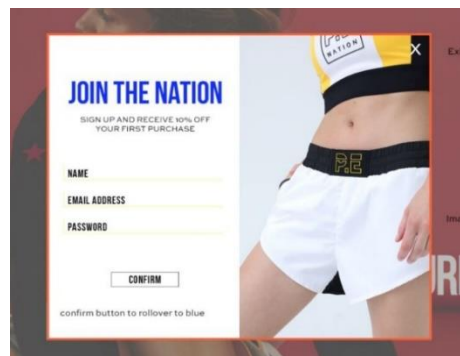 JOIN THE NATION
SIGN UP AND RECEIVE 10% OFF
YOUR FIRST PURCHASE
NAME
EMAIL ADDRESS
PASSWORD
CONFIRM
confirm button to rollover to blue
X
NATION
P.E
Ex